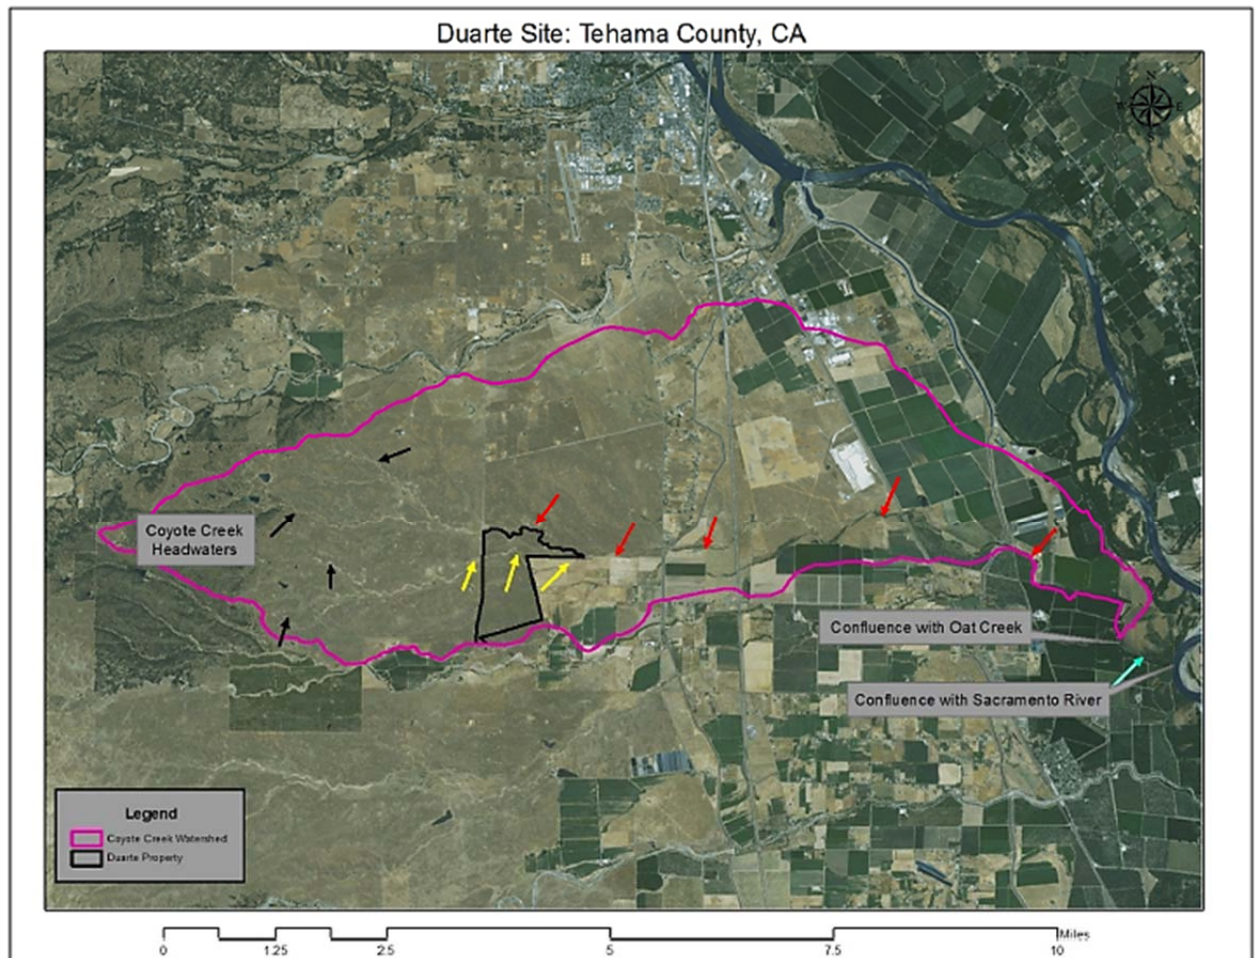 Duarte Site: Tehama County, CA
N
E
Coyote Creek
Headwaters
Confluence with Oat Creek
Confluence with Sacramento River
Legend
Coyote Creek Watershed
Duarte Property
0 1.25 2.5 5 7.5 10 Miles